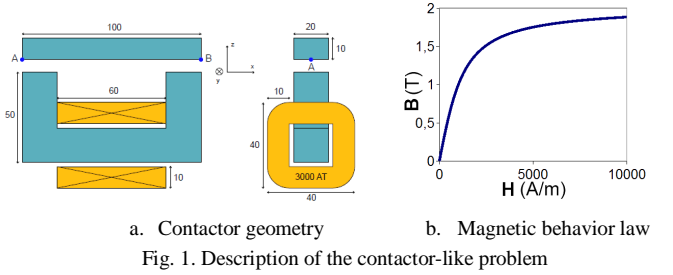 100
20
10
A
B
A
z
x
y
60
10
50
40
3000 AT
10
40
2
1,5
1
0,5
0
B (T)
0
5000
10000
H (A/m)
a. Contactor geometry
b. Magnetic behavior law
Fig. 1. Description of the contactor-like problem